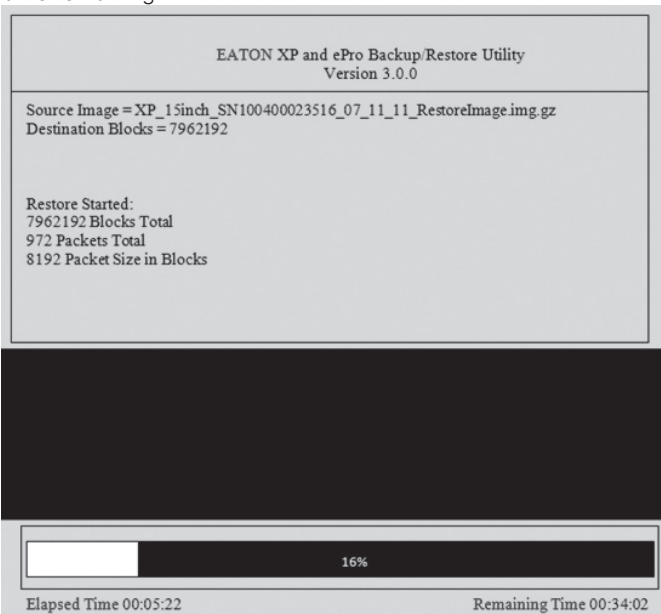 EATON XP and ePro Backup/Restore Utility
Version 3.0.0
Source Image = XP_15inch_SN100400023516_07_11_11_RestoreImage.img.gz
Destination Blocks = 7962192
Restore Started:
7962192 Blocks Total
972 Packets Total
8192 Packet Size in Blocks
16%
Elapsed Time 00:05:22
Remaining Time 00:34:02